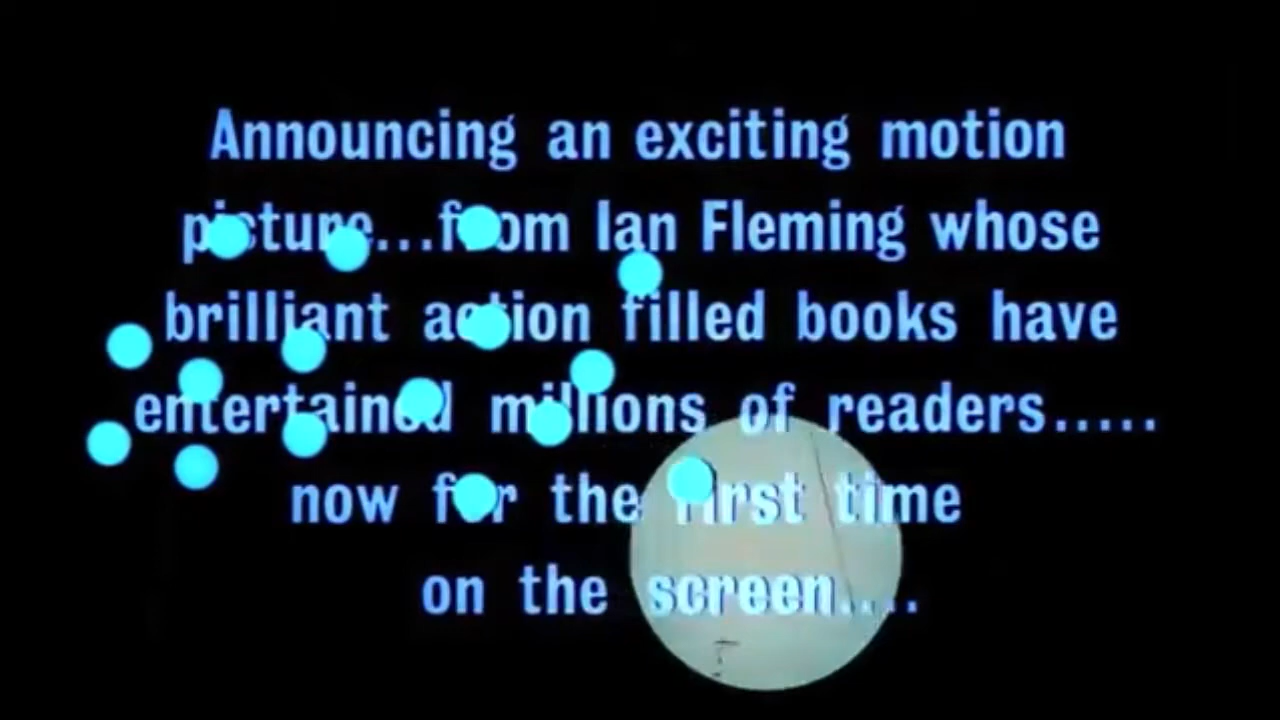 Announcing an exciting motion
picture...from Ian Fleming whose
brilliant action filled books have
entertained millions of readers.....
now for the first time
on the screen....